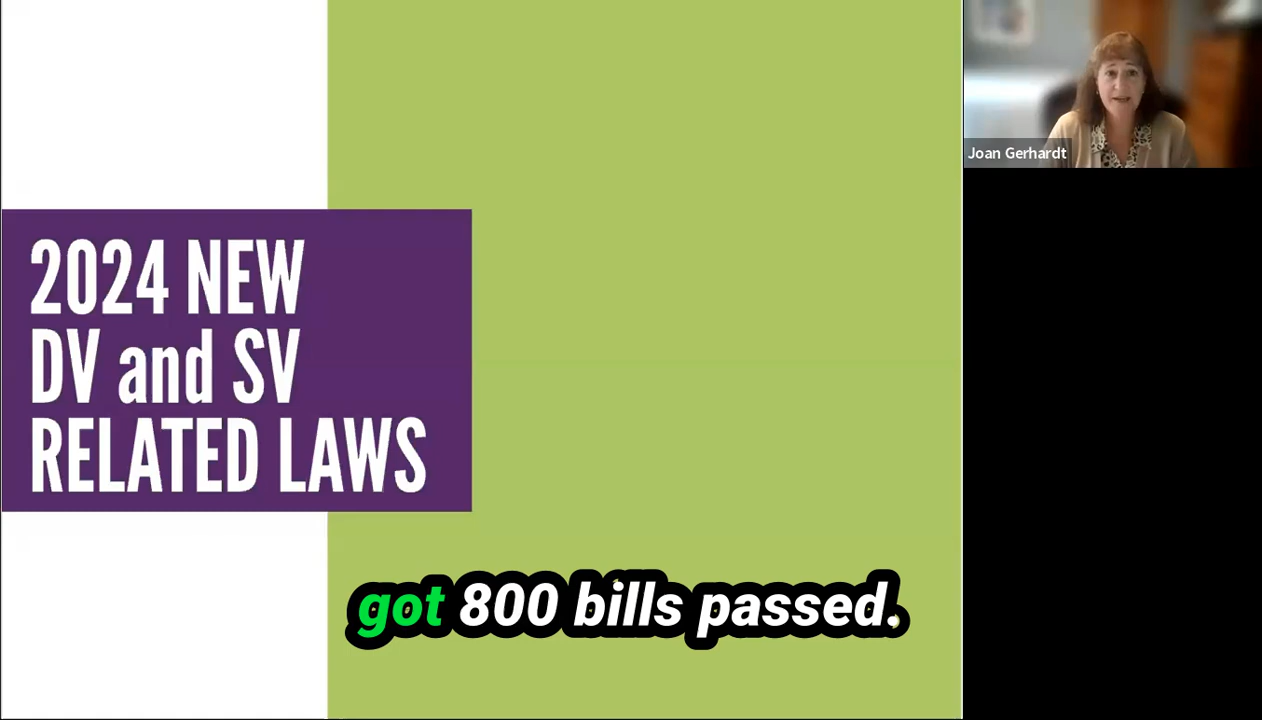 Joan Gerhardt
2024 NEW
DV and SV
RELATED LAWS
got 800 bills passed.